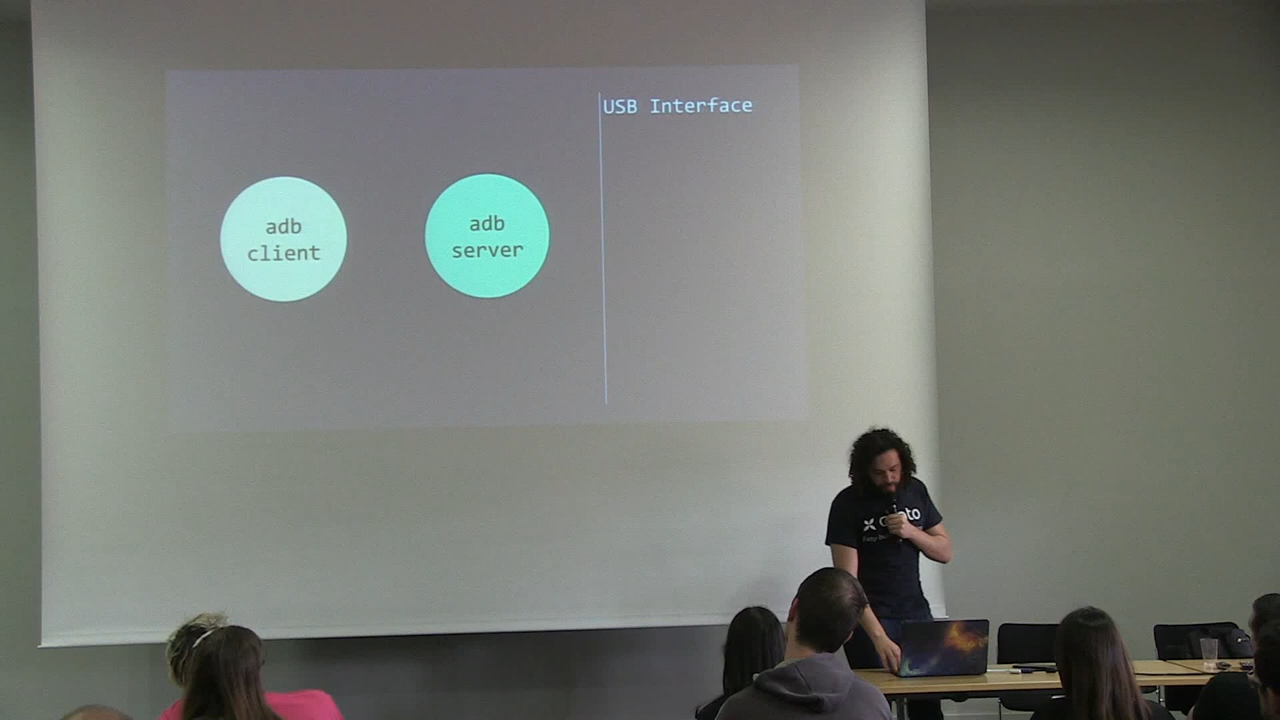 USB Interface
adb
client
adb
server